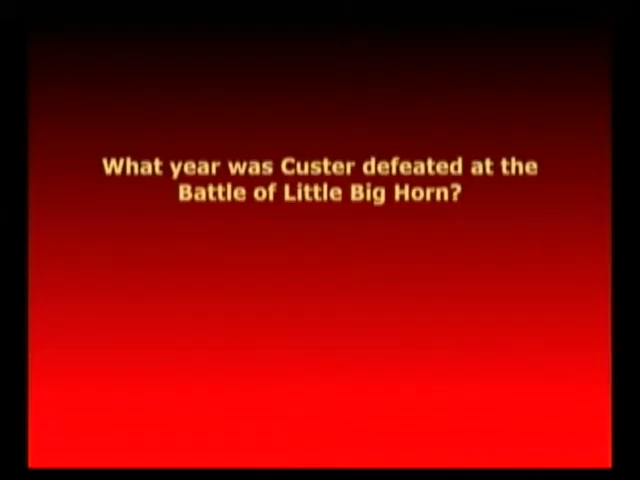 What year was Custer defeated at the
Battle of Little Big Horn?